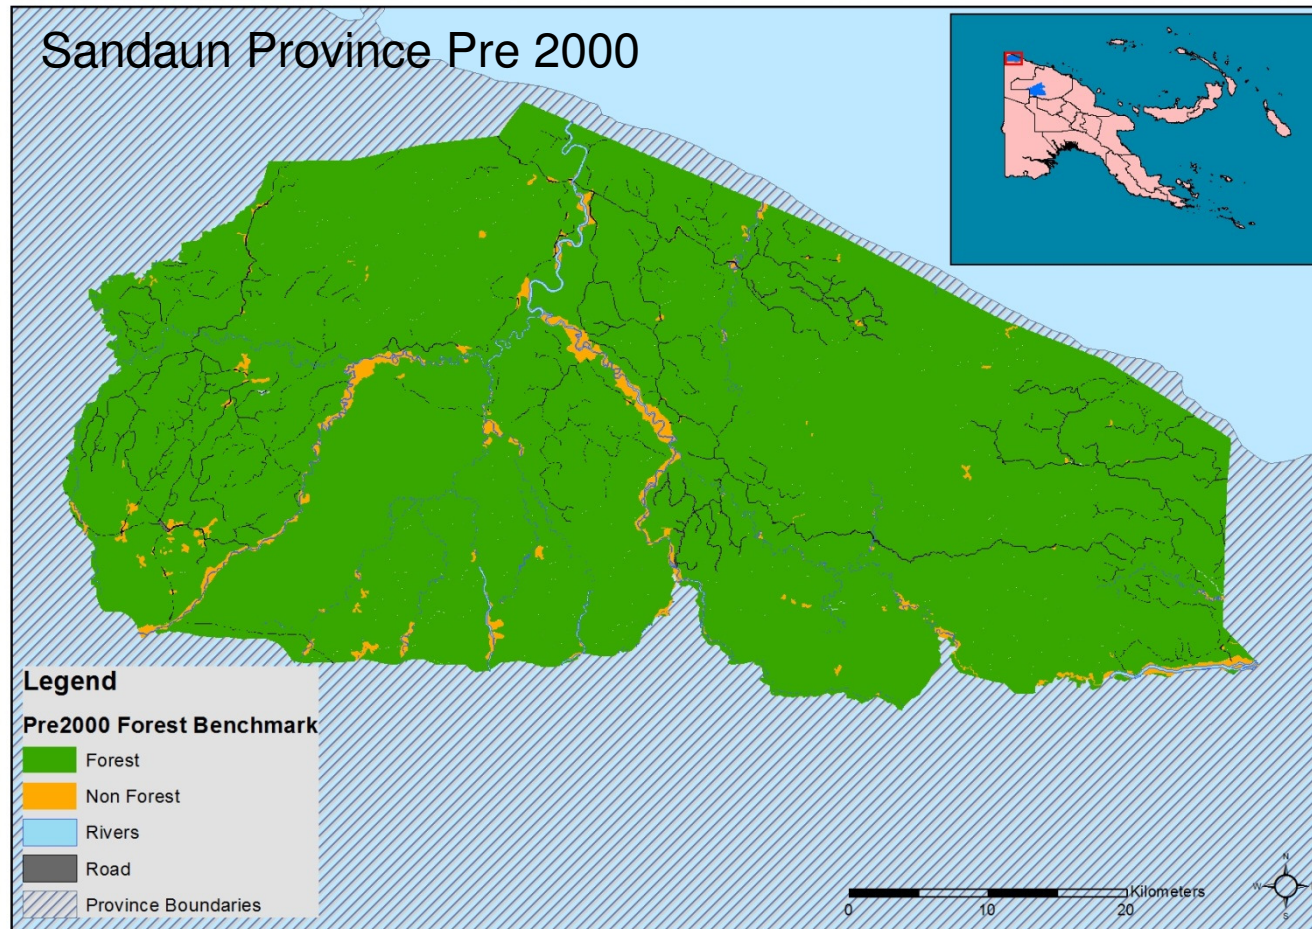 Sandaun Province Pre 2000
Legend
Pre2000 Forest Benchmark
Forest
Non Forest
Rivers
Road
Province Boundaries
Kilometers
0 10 20
N
W E
S